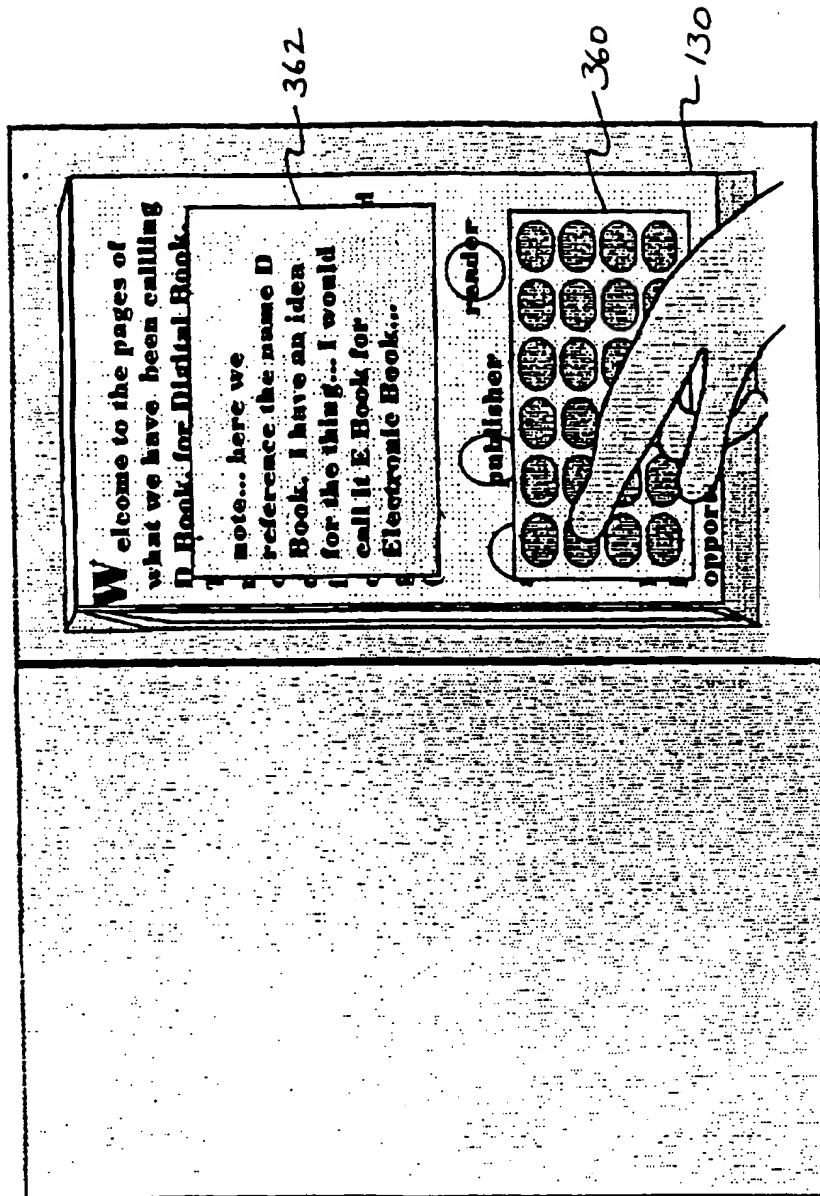 Welcome to the pages of
what we have been callling
D Book, for Digital Book.
note... here we
reference the name D
Book. I have an idea
for the thing... I would
call it E Book for
Electronic Book...
H
publisher
reador
oppor
362
360
130